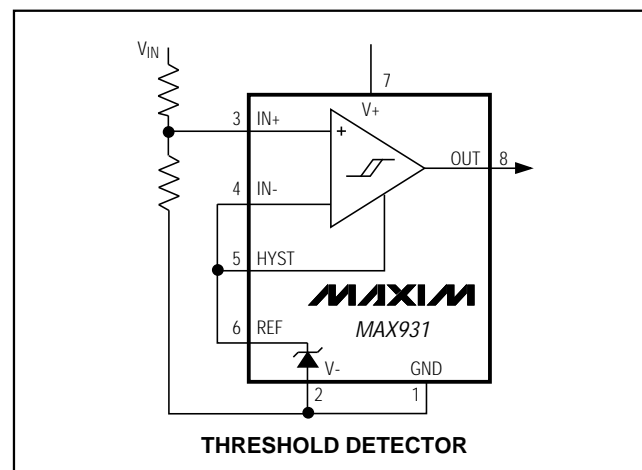 VIN
7
V+
3 IN+
+
OUT 8
4 IN-
5 HYST
MAXIM
MAX931
6 REF
V-
GND
2
1
THRESHOLD DETECTOR